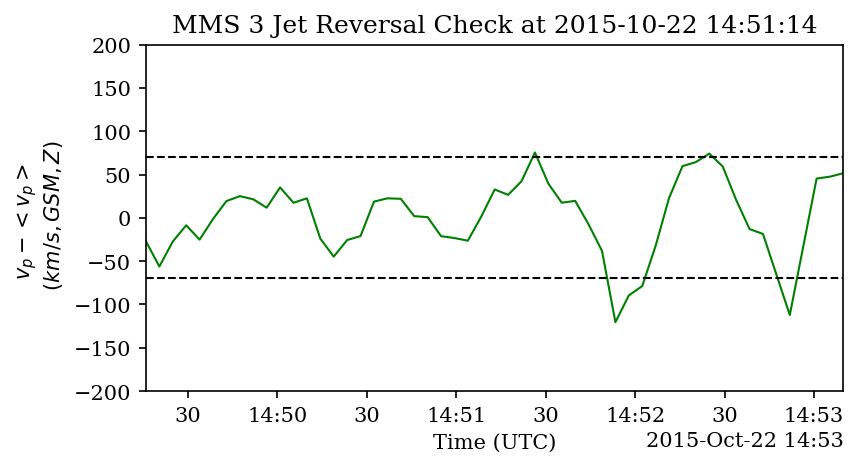 MMS 3 Jet Reversal Check at 2015-10-22 14:51:14
200
150
100
50
0
−50
−100
−150
−200
v_p − < v_p >
(km/s, GSM, Z)
30 14:50 30 14:51 30 14:52 30 14:53
Time (UTC)
2015-Oct-22 14:53